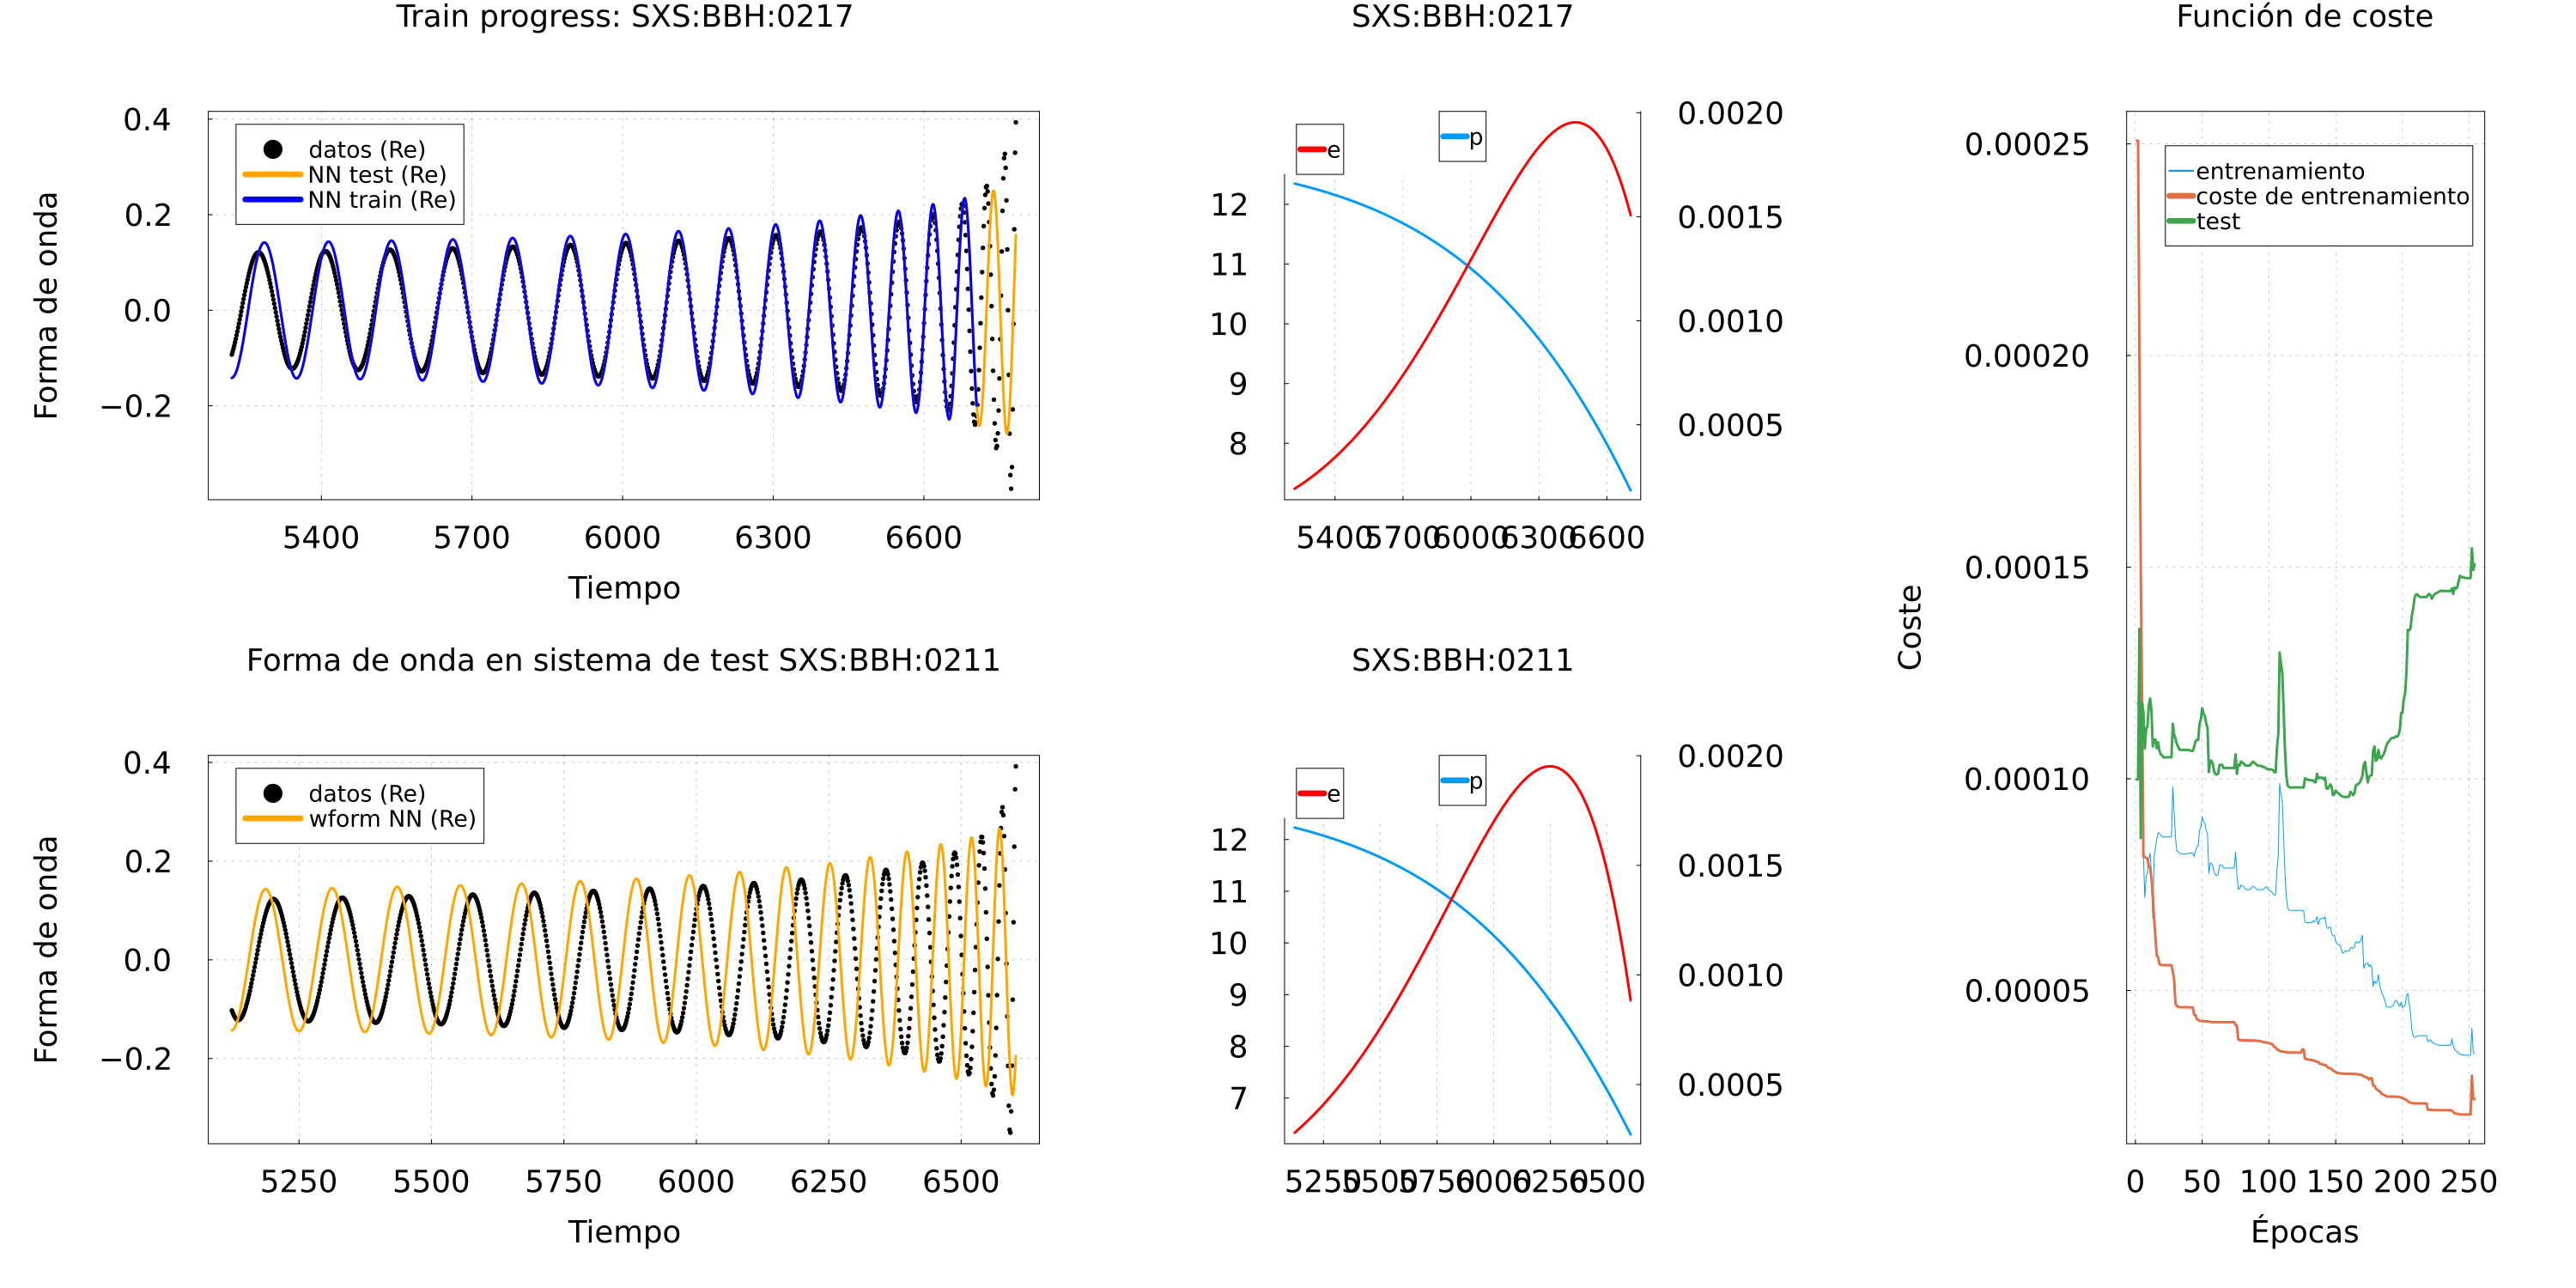 Train progress: SXS:BBH:0217
0.4
0.2
0.0
−0.2
Forma de onda
datos (Re)
NN test (Re)
NN train (Re)
5400 5700 6000 6300 6600
Tiempo
SXS:BBH:0217
e
p
12
11
10
9
8
0.0020
0.0015
0.0010
0.0005
5400 5700 6000 6300 6600
Forma de onda en sistema de test SXS:BBH:0211
0.4
0.2
0.0
−0.2
Forma de onda
datos (Re)
wform NN (Re)
5250 5500 5750 6000 6250 6500
Tiempo
SXS:BBH:0211
e
p
12
11
10
9
8
7
0.0020
0.0015
0.0010
0.0005
5250 5500 5750 6000 6250 6500
Función de coste
0.00025
0.00020
0.00015
0.00010
0.00005
Coste
entrenamiento
coste de entrenamiento
test
0 50 100 150 200 250
Épocas